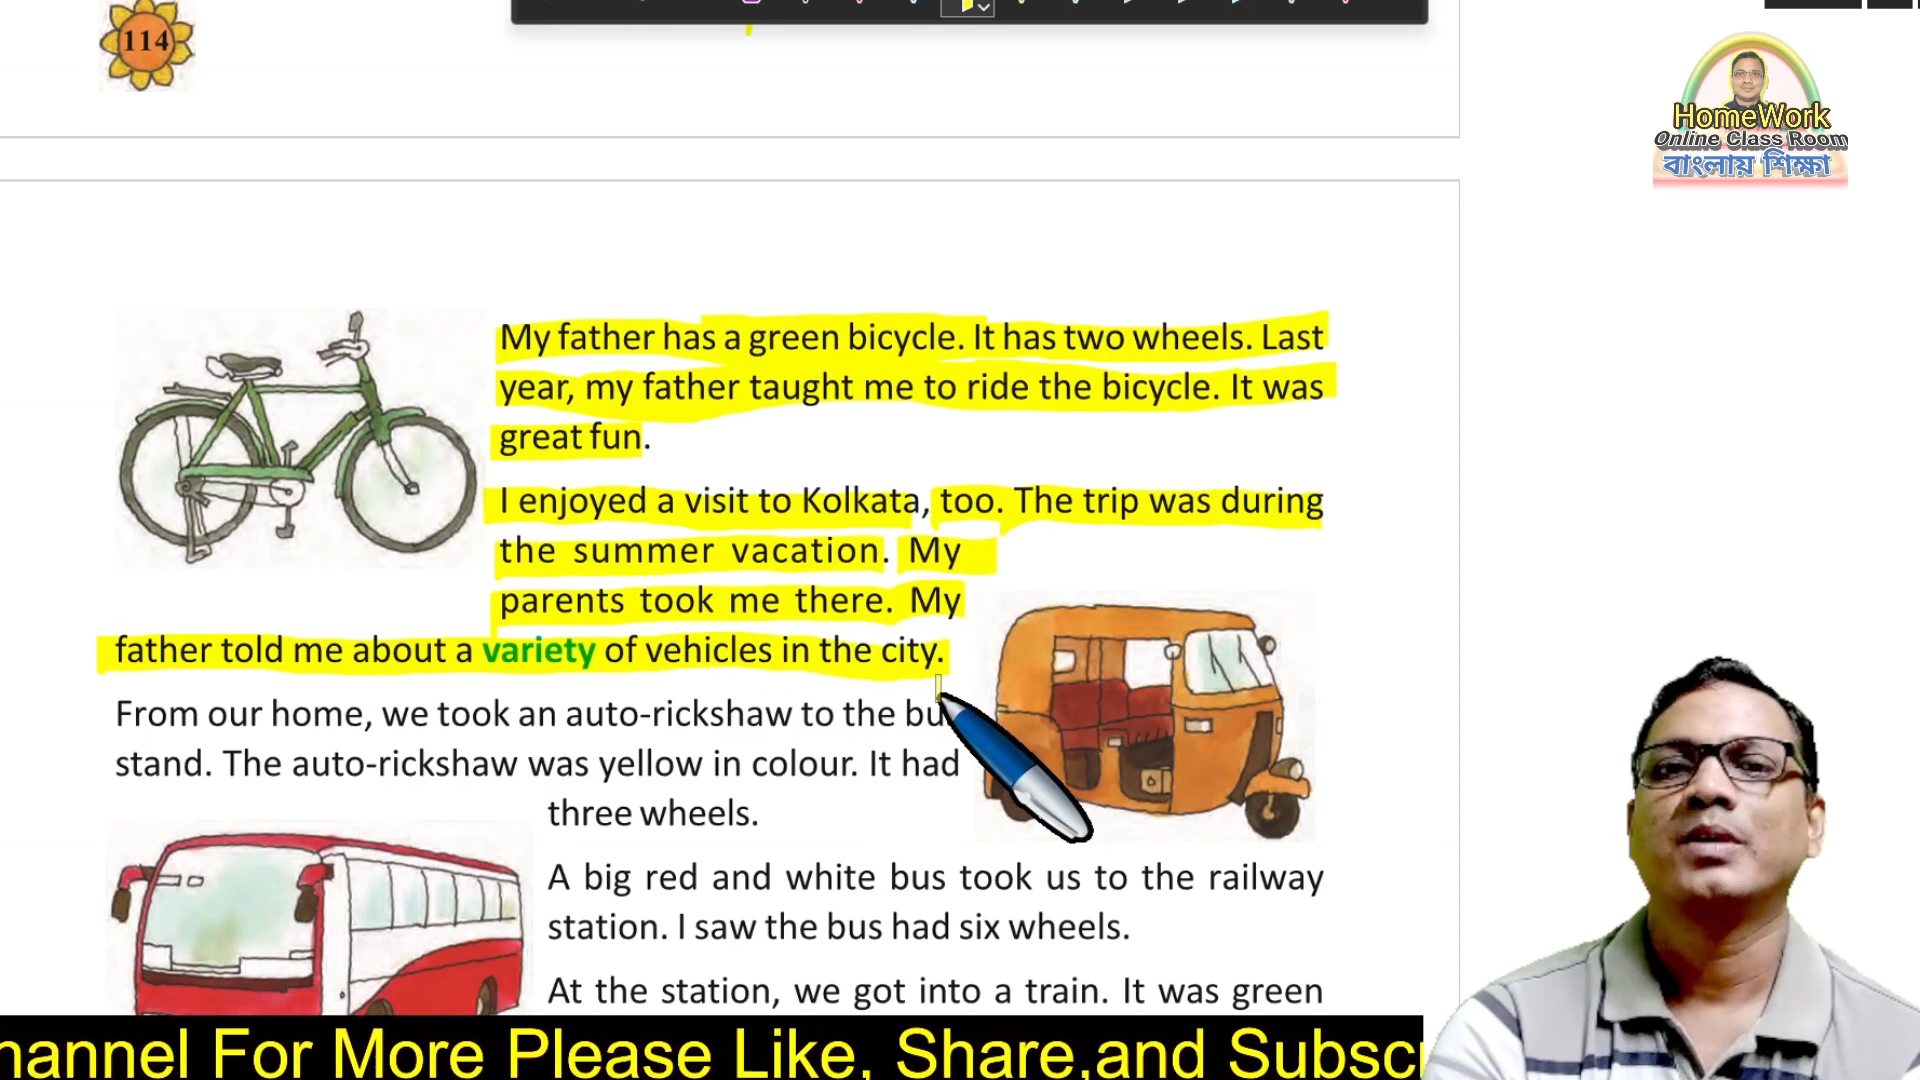 114
HomeWork
Online Class Room
বাংলায় শিক্ষা
My father has a green bicycle. It has two wheels. Last
year, my father taught me to ride the bicycle. It was
great fun.
I enjoyed a visit to Kolkata, too. The trip was during
the summer vacation. My
parents took me there. My
father told me about a variety of vehicles in the city.
From our home, we took an auto-rickshaw to the bu
stand. The auto-rickshaw was yellow in colour. It had
three wheels.
A big red and white bus took us to the railway
station. I saw the bus had six wheels.
At the station, we got into a train. It was green
hannel For More Please Like, Share,and Subscr